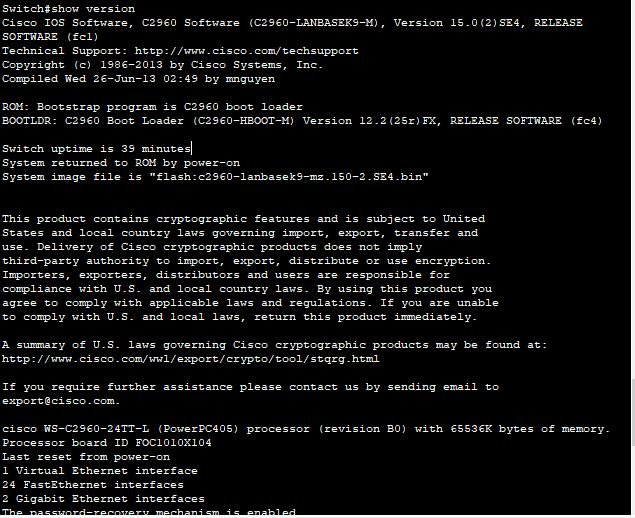 Switch#show version
Cisco IOS Software, C2960 Software (C2960-LANBASEK9-M), Version 15.0(2)SE4, RELEASE
SOFTWARE (fc1)
Technical Support: http://www.cisco.com/techsupport
Copyright (c) 1986-2013 by Cisco Systems, Inc.
Compiled Wed 26-Jun-13 02:49 by mnguyen
ROM: Bootstrap program is C2960 boot loader
BOOTLDR: C2960 Boot Loader (C2960-HBOOT-M) Version 12.2(25r)FX, RELEASE SOFTWARE (fc4)
Switch uptime is 39 minutes
System returned to ROM by power-on
System image file is "flash:c2960-lanbasek9-mz.150-2.SE4.bin"
This product contains cryptographic features and is subject to United
States and local country laws governing import, export, transfer and
use. Delivery of Cisco cryptographic products does not imply
third-party authority to import, export, distribute or use encryption.
Importers, exporters, distributors and users are responsible for
compliance with U.S. and local country laws. By using this product you
agree to comply with applicable laws and regulations. If you are unable
to comply with U.S. and local laws, return this product immediately.
A summary of U.S. laws governing Cisco cryptographic products may be found at:
http://www.cisco.com/wwl/export/crypto/tool/stqrg.html
If you require further assistance please contact us by sending email to
export@cisco.com.
cisco WS-C2960-24TT-L (PowerPC405) processor (revision B0) with 65536K bytes of memory.
Processor board ID FOC1010X104
Last reset from power-on
1 Virtual Ethernet interface
24 FastEthernet interfaces
2 Gigabit Ethernet interfaces
The password-recovery mechanism is enabled